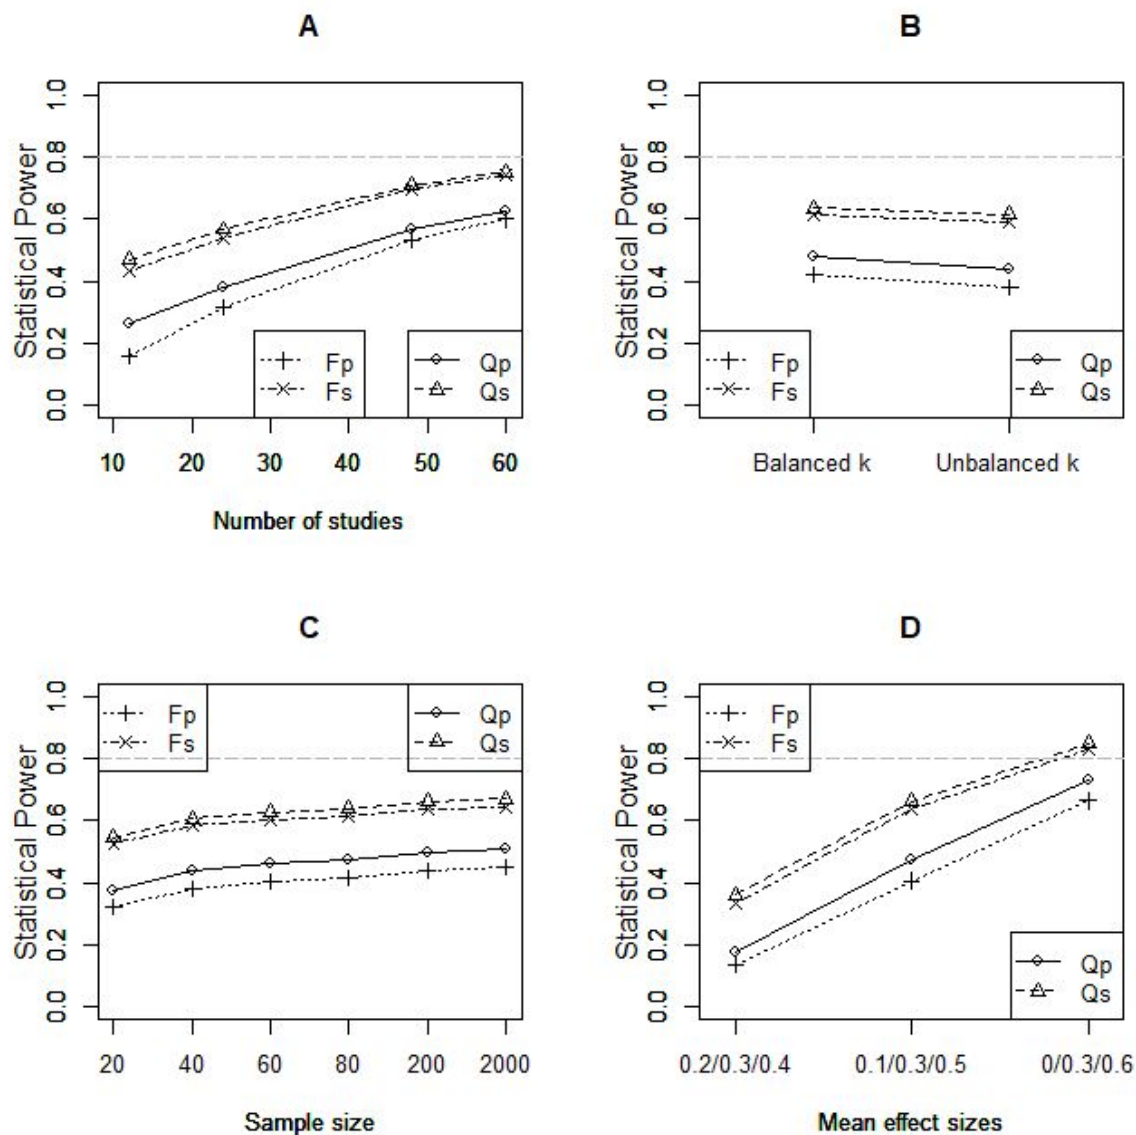 A
Statistical Power
1.0
0.8
0.6
0.4
0.2
0.0
Fp
Fs
Qp
Qs
10 20 30 40 50 60
Number of studies
B
Statistical Power
1.0
0.8
0.6
0.4
0.2
0.0
Fp
Fs
Qp
Qs
Balanced k Unbalanced k
C
Statistical Power
1.0
0.8
0.6
0.4
0.2
0.0
Fp
Fs
Qp
Qs
20 40 60 80 200 2000
Sample size
D
Statistical Power
1.0
0.8
0.6
0.4
0.2
0.0
Fp
Fs
Qp
Qs
0.2/0.3/0.4 0.1/0.3/0.5 0/0.3/0.6
Mean effect sizes